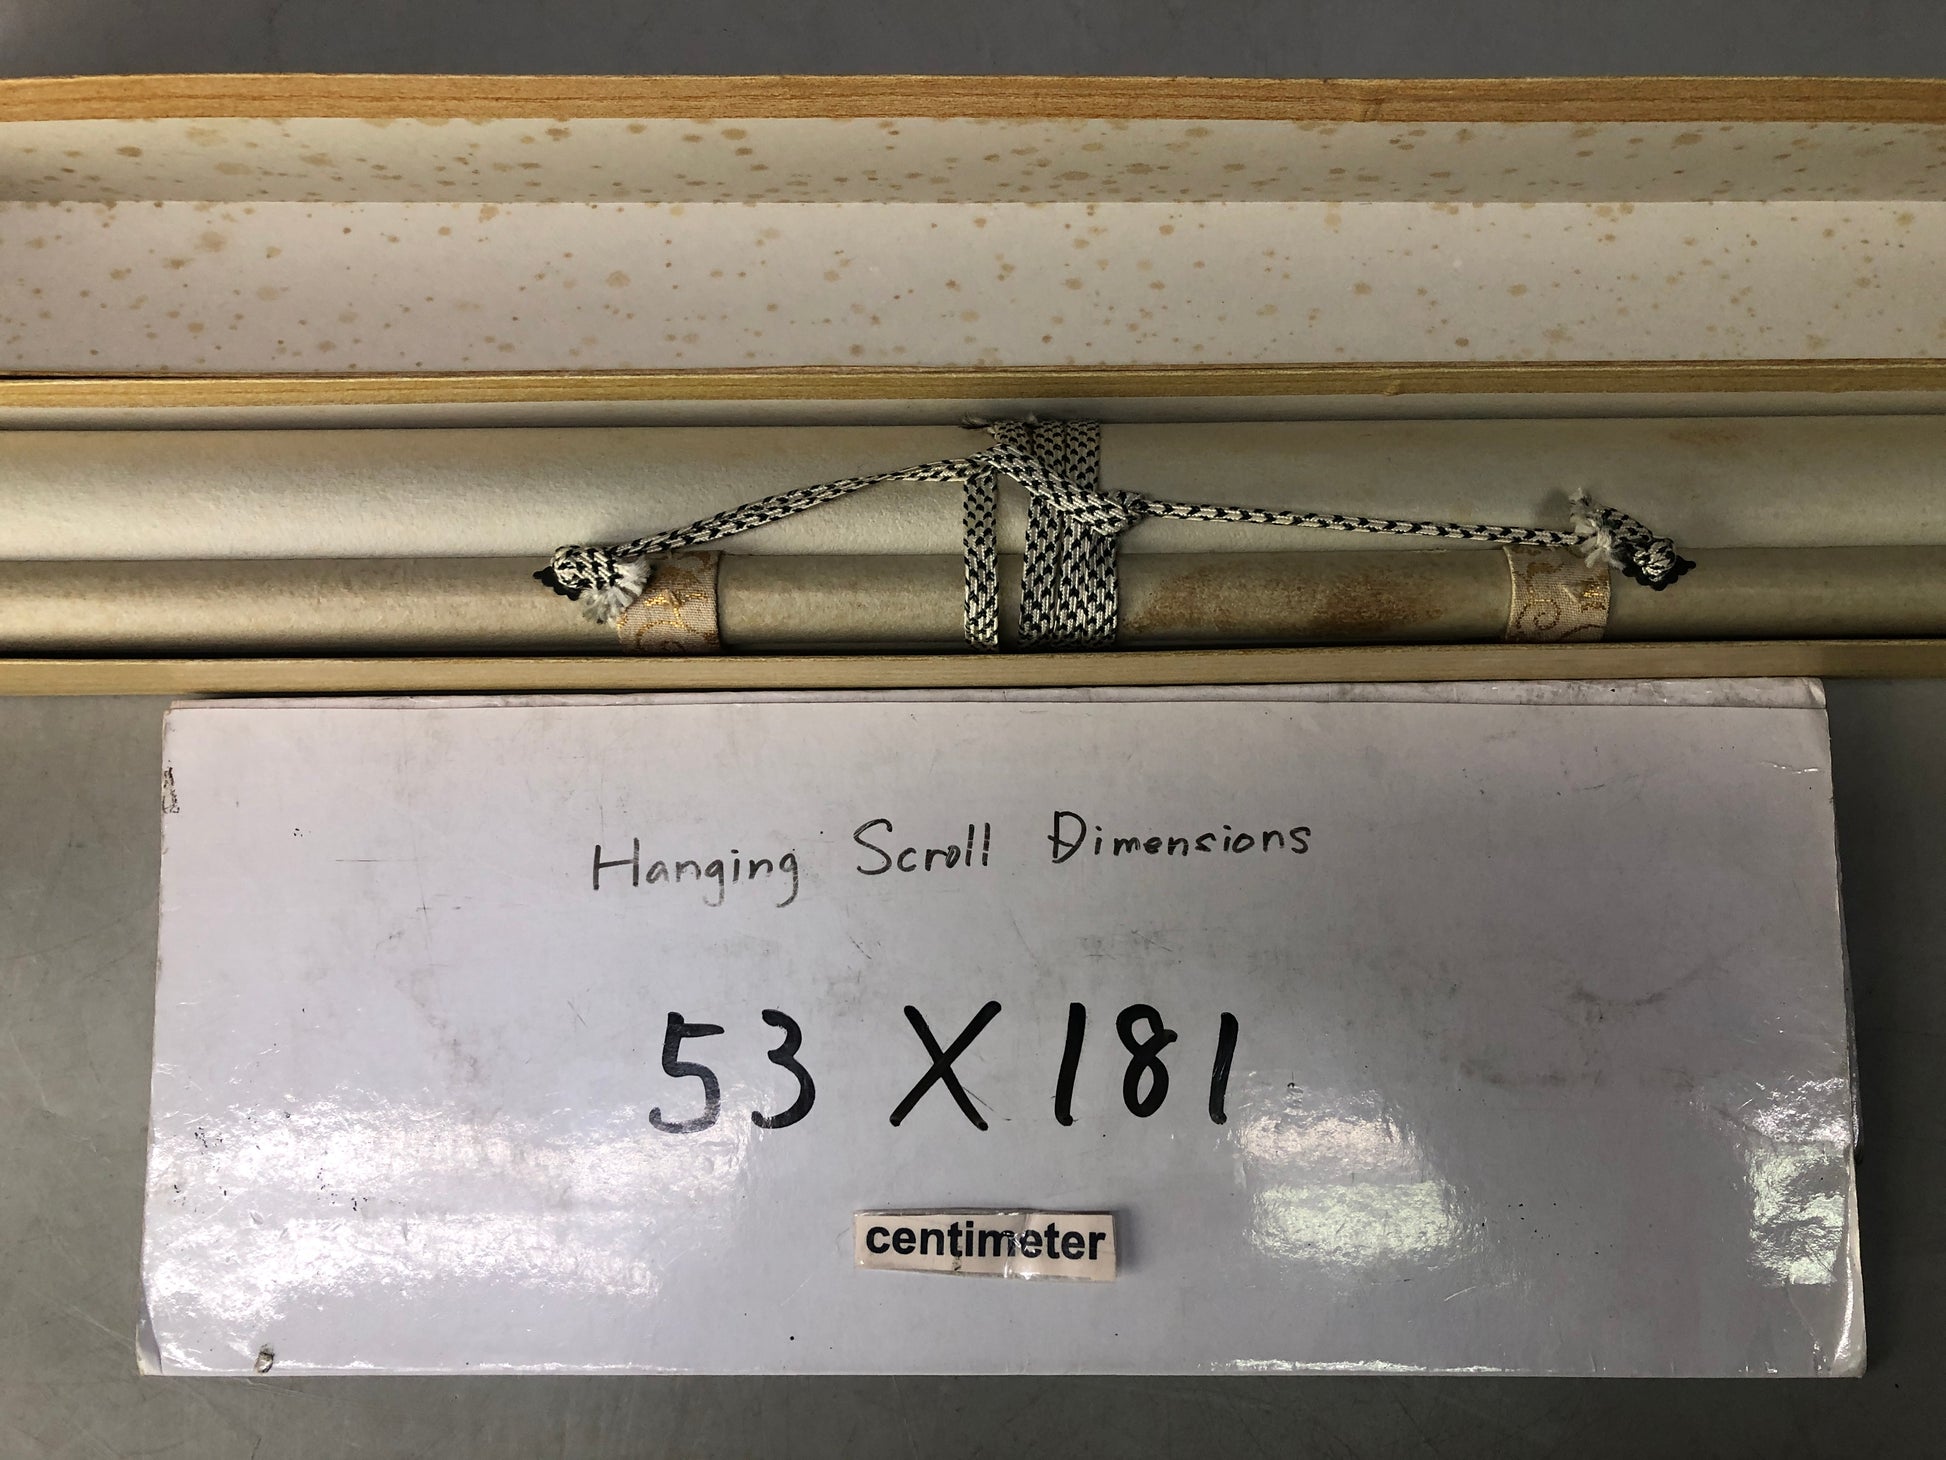 Hanging Scroll Dimensions
53 X 181
centimeter